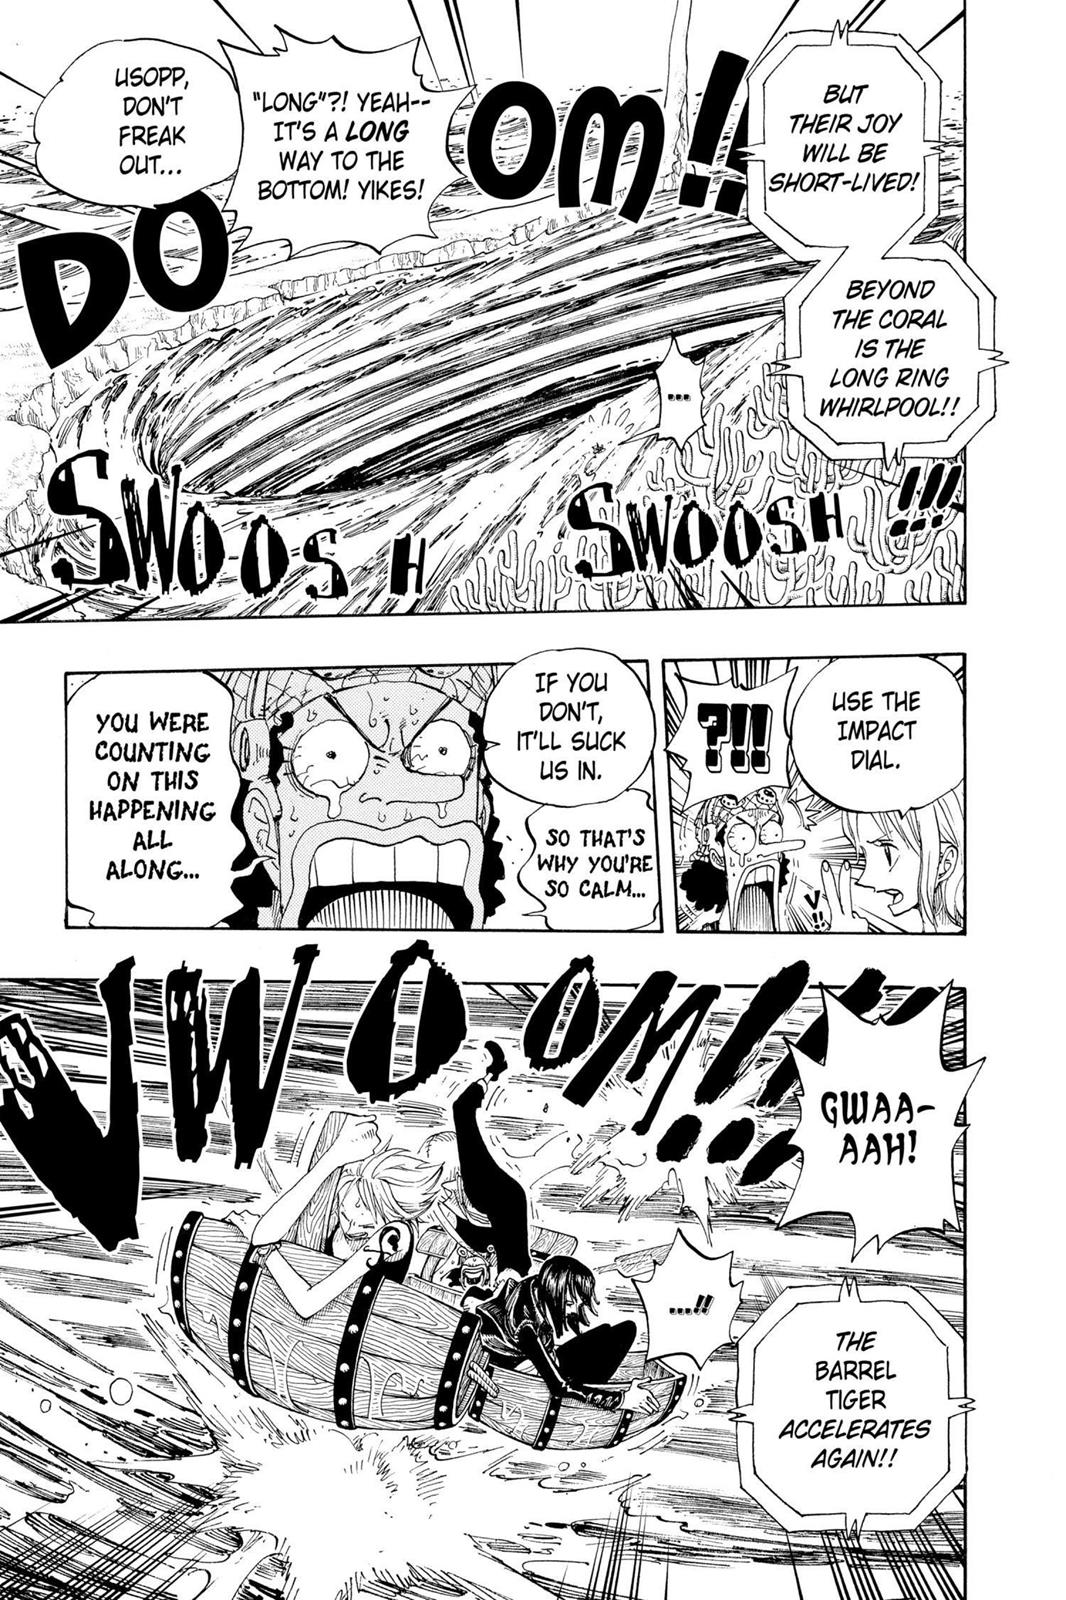 BUT
THEIR JOY
WILL BE
SHORT-LIVED!
BEYOND
THE CORAL
IS THE
LONG RING
WHIRLPOOL!!
DO
OM!!
"LONG"?! YEAH--
IT'S A LONG
WAY TO THE
BOTTOM! YIKES!
USOPP,
DON'T
FREAK
OUT...
...
SWOOSH
SWOOSH!!!
USE THE
IMPACT
DIAL.
?!!
V!!
IF YOU
DON'T,
IT'LL SUCK
US IN.
SO THAT'S
WHY YOU'RE
SO CALM...
YOU WERE
COUNTING
ON THIS
HAPPENING
ALL
ALONG...
VWOOOM!!!
GWAA-
AAH!
...!!
THE
BARREL
TIGER
ACCELERATES
AGAIN!!